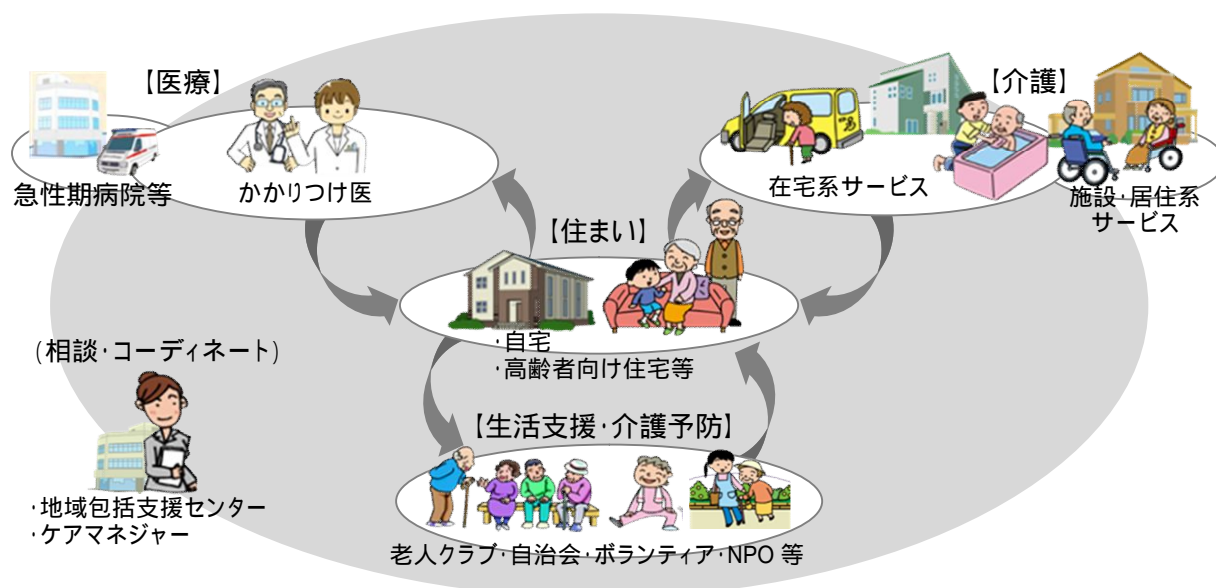 【医療】
急性期病院等
かかりつけ医
【介護】
在宅系サービス
施設・居住系
サービス
【住まい】
・自宅
・高齢者向け住宅等
(相談・コーディネート)
・地域包括支援センター
・ケアマネジャー
【生活支援・介護予防】
老人クラブ・自治会・ボランティア・NPO 等